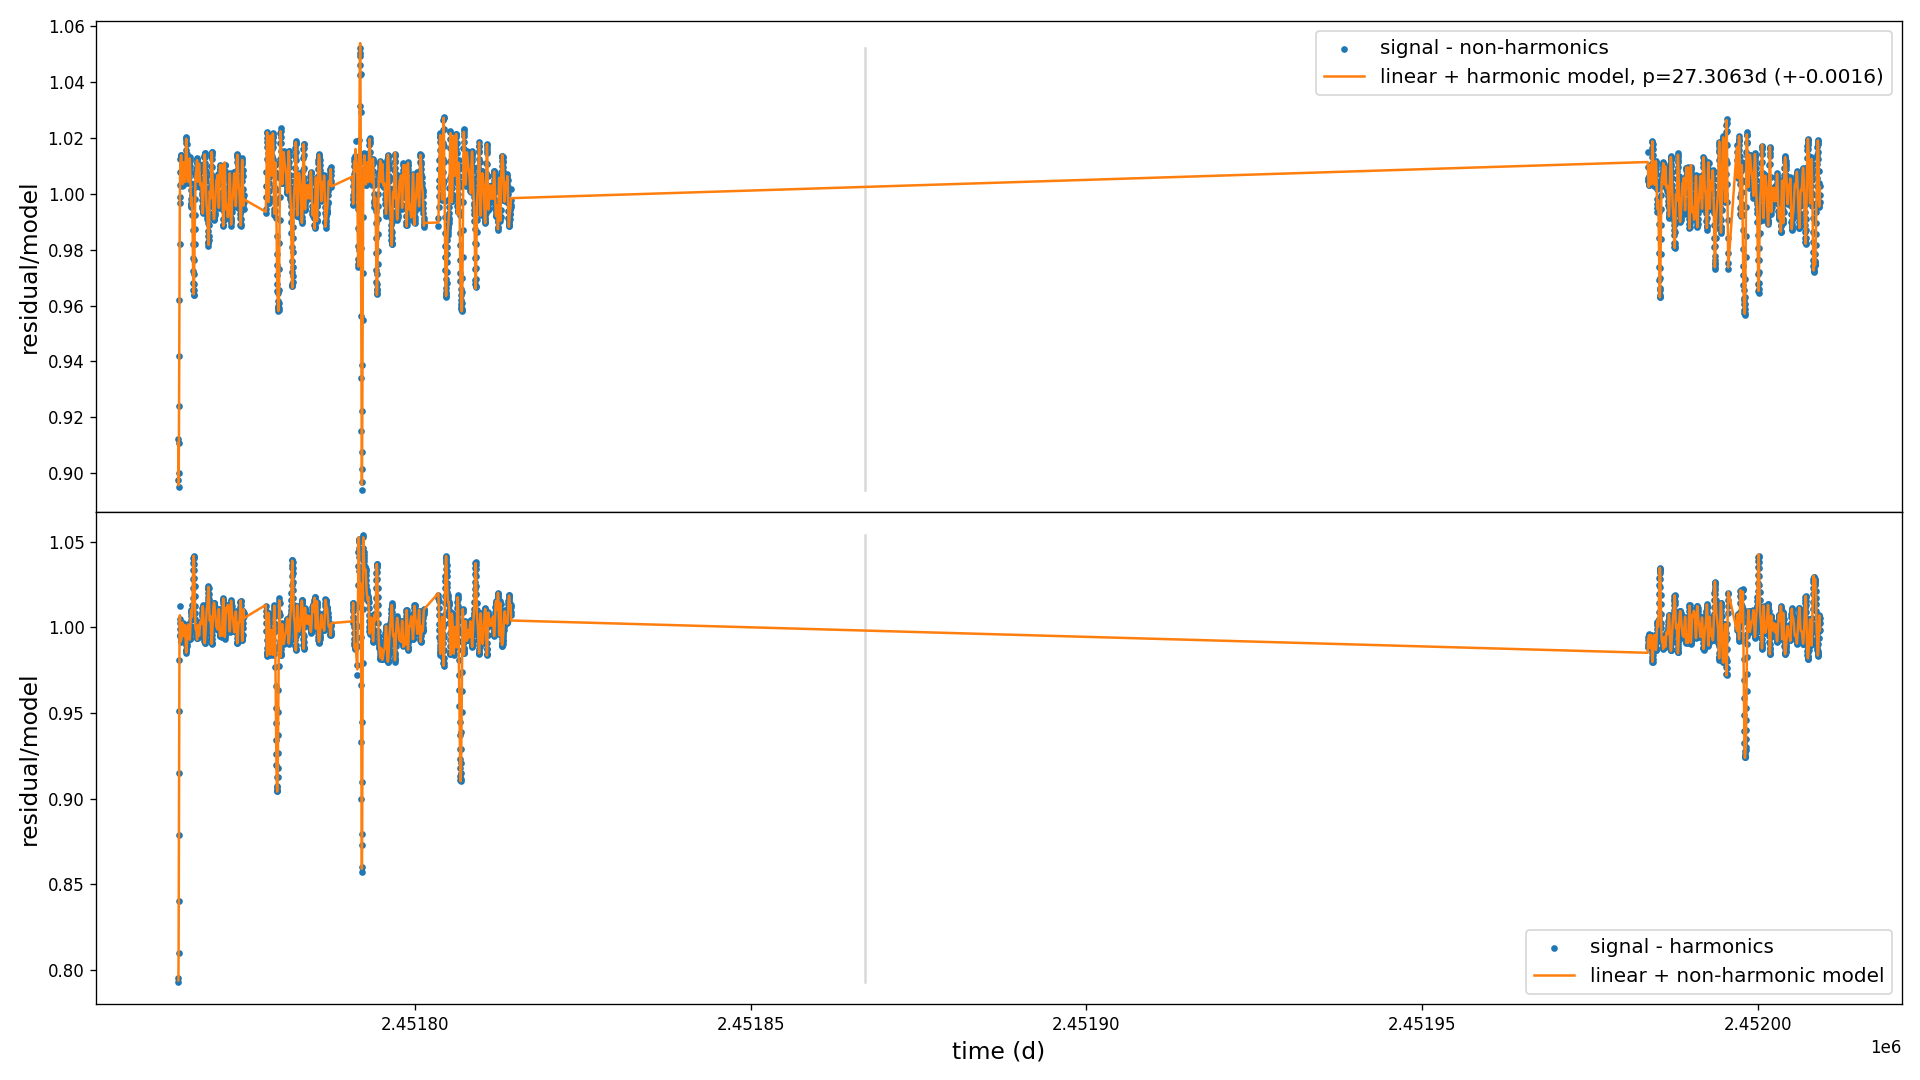 1.06
1.04
1.02
1.00
0.98
0.96
0.94
0.92
0.90
residual/model
signal - non-harmonics
linear + harmonic model, p=27.3063d (+-0.0016)
1.05
1.00
0.95
0.90
0.85
0.80
residual/model
signal - harmonics
linear + non-harmonic model
2.45180
2.45185
2.45190
2.45195
2.45200
1e6
time (d)